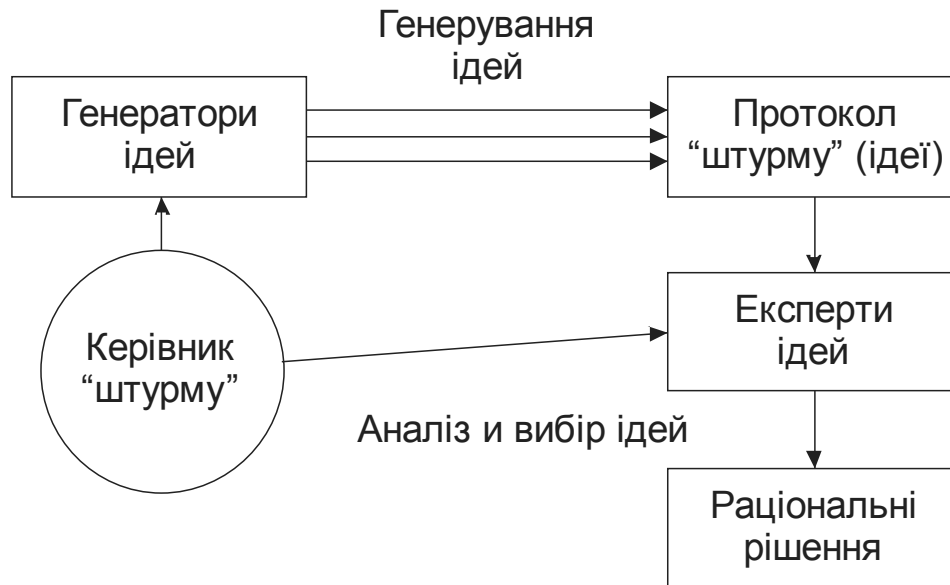 Генерування
ідей
Генератори
ідей
Протокол
“штурму” (ідеї)
Керівник
“штурму”
Експерти
ідей
Аналіз и вибір ідей
Раціональні
рішення